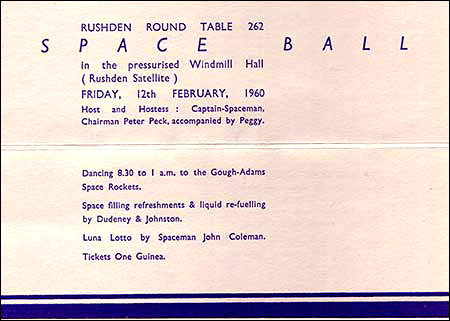 RUSHDEN ROUND TABLE 262
SPACE BALL
in the pressurised Windmill Hall
( Rushden Satellite )
FRIDAY, 12th FEBRUARY, 1960
Host and Hostess : Captain-Spaceman,
Chairman Peter Peck, accompanied by Peggy.
Dancing 8.30 to 1 a.m. to the Gough-Adams
Space Rockets.
Space filling refreshments & liquid re-fuelling
by Dudeney & Johnston.
Luna Lotto by Spaceman John Coleman.
Tickets One Guinea.